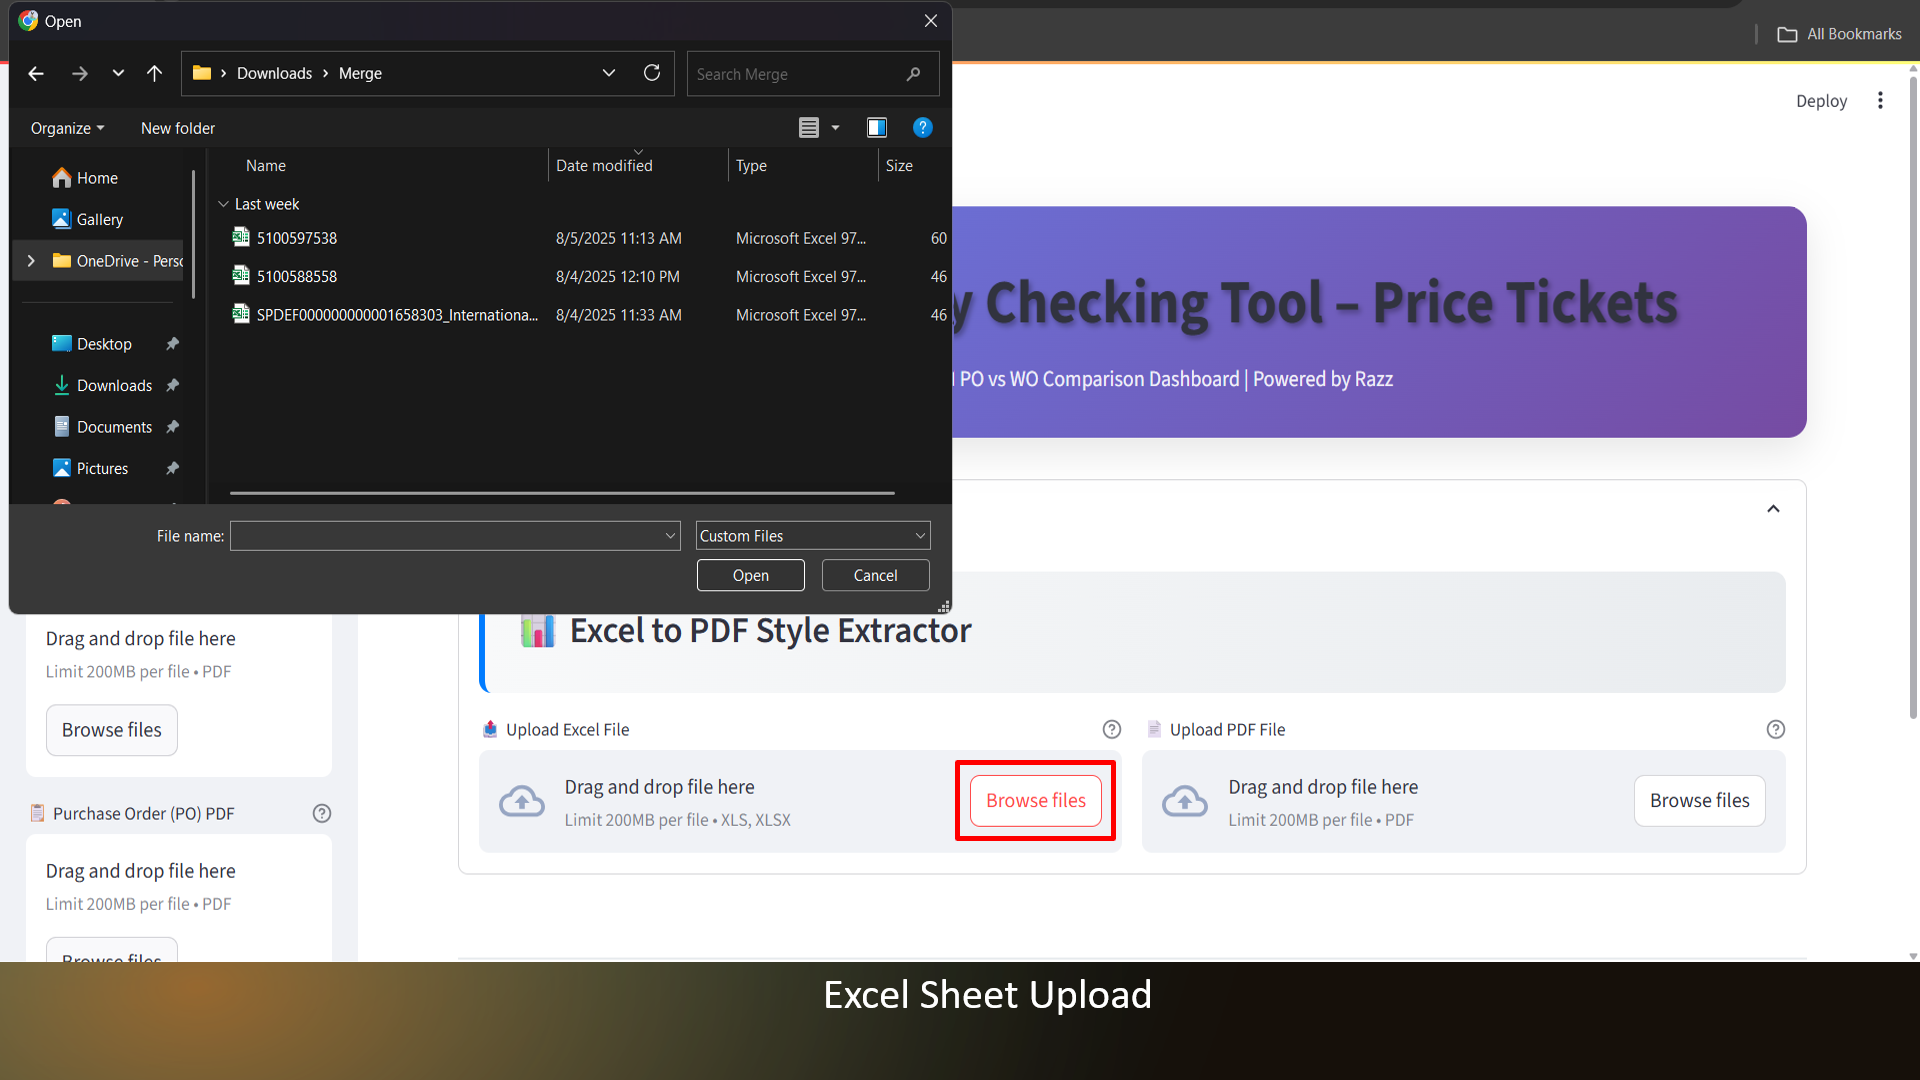 Open
All Bookmarks
Downloads
Merge
Search Merge
Deploy
Organize
New folder
Name
Date modified
Type
Size
Home
Gallery
OneDrive - Perso
Desktop
Downloads
Documents
Pictures
Last week
5100597538
8/5/2025 11:13 AM
Microsoft Excel 97...
60
5100588558
8/4/2025 12:10 PM
Microsoft Excel 97...
46
SPDEF000000000001658303_Internationa...
8/4/2025 11:33 AM
Microsoft Excel 97...
46
y Checking Tool – Price Tickets
PO vs WO Comparison Dashboard | Powered by Razz
File name:
Custom Files
Open
Cancel
Drag and drop file here
Limit 200MB per file • PDF
Browse files
Purchase Order (PO) PDF
Drag and drop file here
Limit 200MB per file • PDF
Browse files
Excel to PDF Style Extractor
Upload Excel File
Drag and drop file here
Limit 200MB per file • XLS, XLSX
Browse files
Upload PDF File
Drag and drop file here
Limit 200MB per file • PDF
Browse files
Excel Sheet Upload